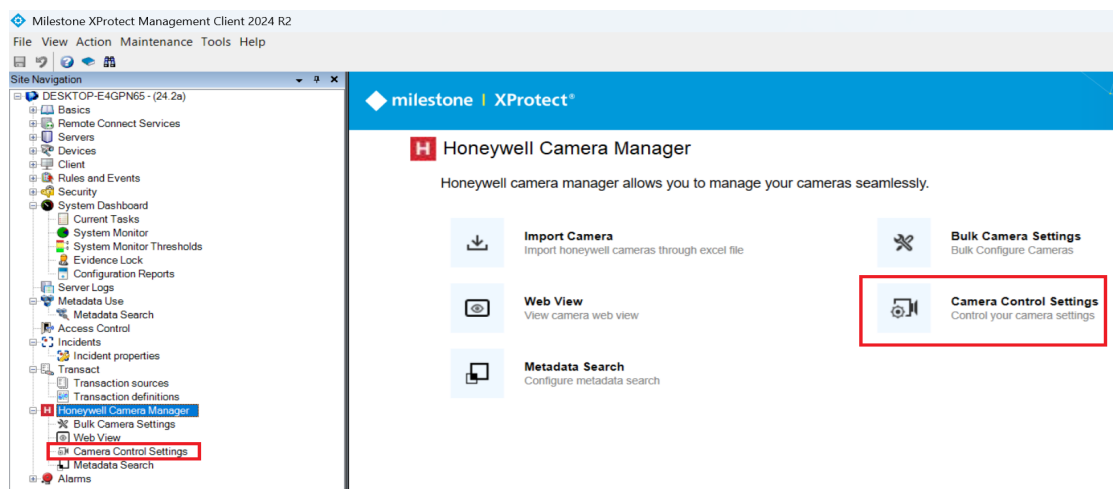 Milestone XProtect Management Client 2024 R2
File View Action Maintenance Tools Help
Site Navigation
DESKTOP-E4GPN65 - (24.2a)
Basics
Remote Connect Services
Servers
Devices
Client
Rules and Events
Security
System Dashboard
Current Tasks
System Monitor
System Monitor Thresholds
Evidence Lock
Configuration Reports
Server Logs
Metadata Use
Metadata Search
Access Control
Incidents
Incident properties
Transact
Transaction sources
Transaction definitions
H Honeywell Camera Manager
Bulk Camera Settings
Web View
Camera Control Settings
Metadata Search
Alarms
milestone | XProtect®
H Honeywell Camera Manager
Honeywell camera manager allows you to manage your cameras seamlessly.
Import Camera
Import honeywell cameras through excel file
Bulk Camera Settings
Bulk Configure Cameras
Web View
View camera web view
Camera Control Settings
Control your camera settings
Metadata Search
Configure metadata search